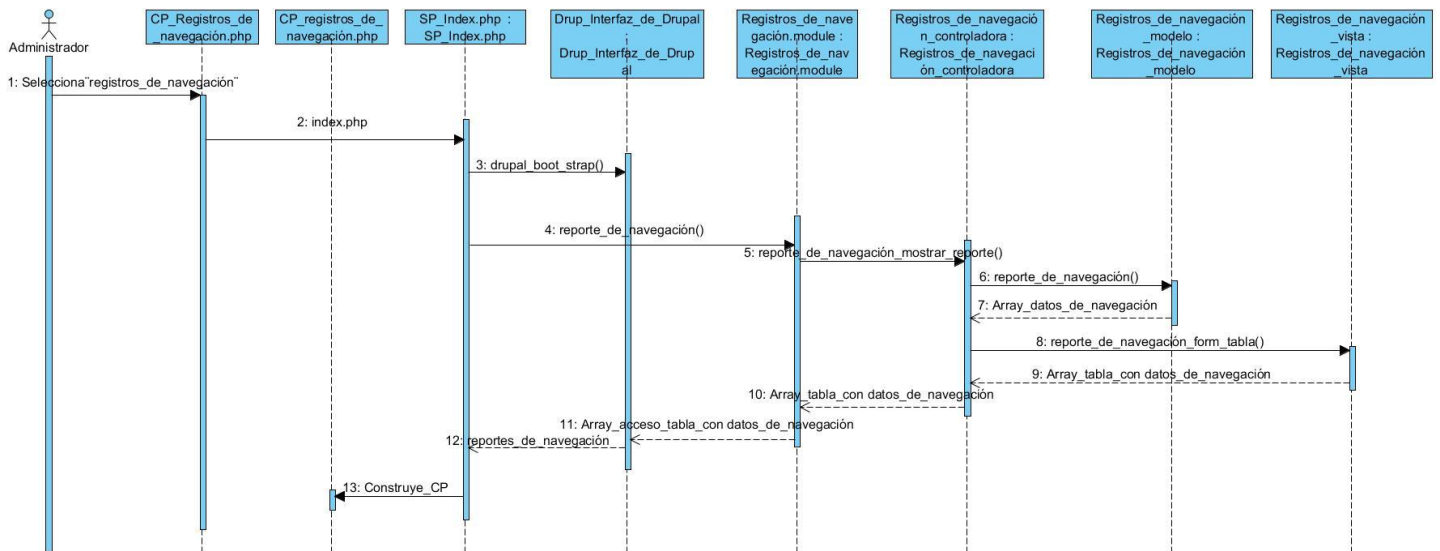 Administrador
CP_Registros_de
_navegación.php
CP_registros_de_
navegación.php
SP_Index.php :
SP_Index.php
Drup_Interfaz_de_Drupal
:
Drup_Interfaz_de_Drup
al
Registros_de_nave
gación.module :
Registros_de_nav
egación.module
Registros_de_navegació
n_controladora :
Registros_de_navegaci
ón_controladora
Registros_de_navegación
_modelo :
Registros_de_navegación
_modelo
Registros_de_navegación
_vista :
Registros_de_navegación
_vista
1: Selecciona¨registros_de_navegación¨
2: index.php
3: drupal_boot_strap()
4: reporte_de_navegación()
5: reporte_de_navegación_mostrar_reporte()
6: reporte_de_navegación()
7: Array_datos_de_navegación
8: reporte_de_navegación_form_tabla()
9: Array_tabla_con datos_de_navegación
10: Array_tabla_con datos_de_navegación
11: Array_acceso_tabla_con datos_de_navegación
12: reportes_de_navegación
13: Construye_CP